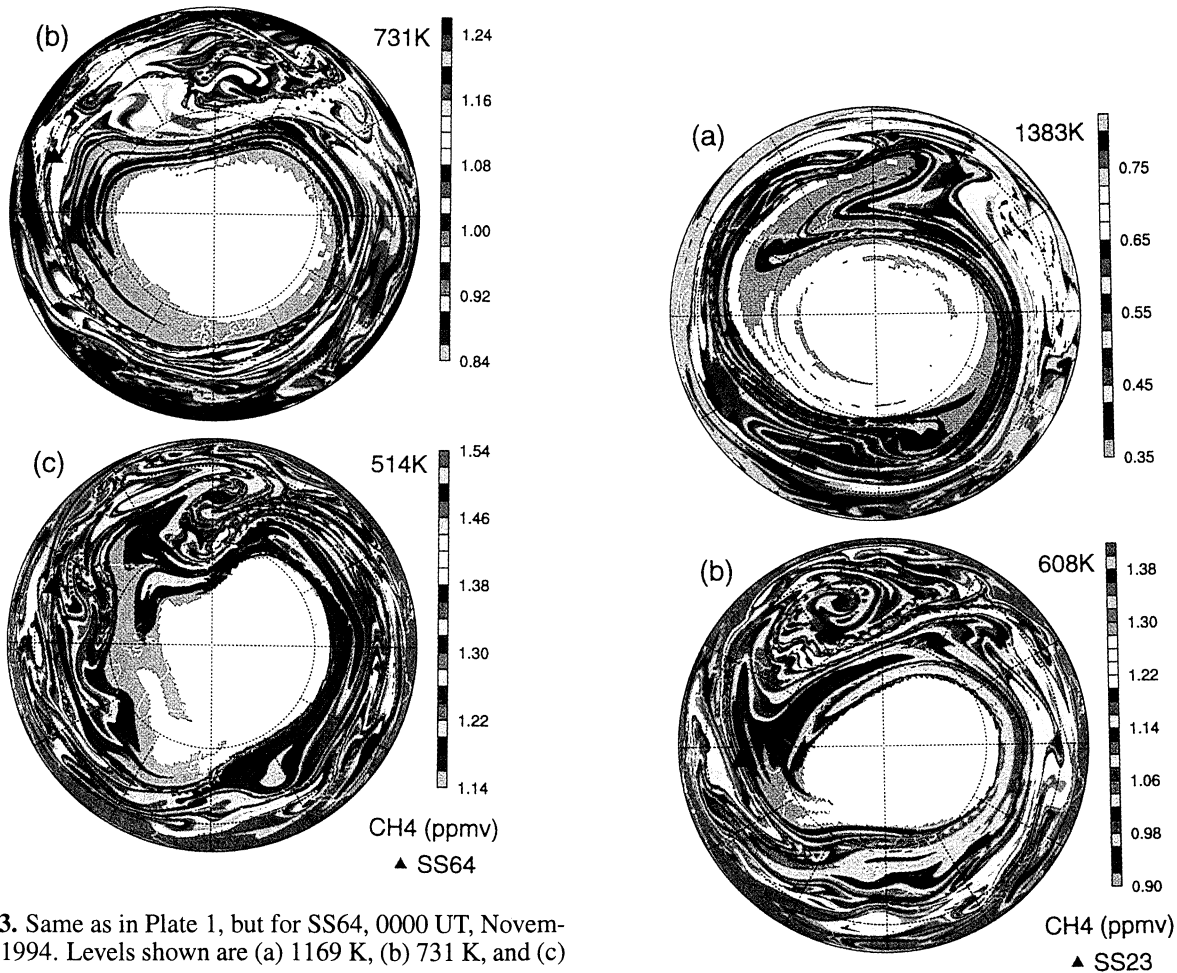 (b)
731K
1.24
1.16
1.08
1.00
0.92
0.84
(c)
514K
1.54
1.46
1.38
1.30
1.22
1.14
CH4 (ppmv)
▲ SS64
3. Same as in Plate 1, but for SS64, 0000 UT, Novem-
1994. Levels shown are (a) 1169 K, (b) 731 K, and (c)
(a)
1383K
0.75
0.65
0.55
0.45
0.35
(b)
608K
1.38
1.30
1.22
1.14
1.06
0.98
0.90
CH4 (ppmv)
▲ SS23